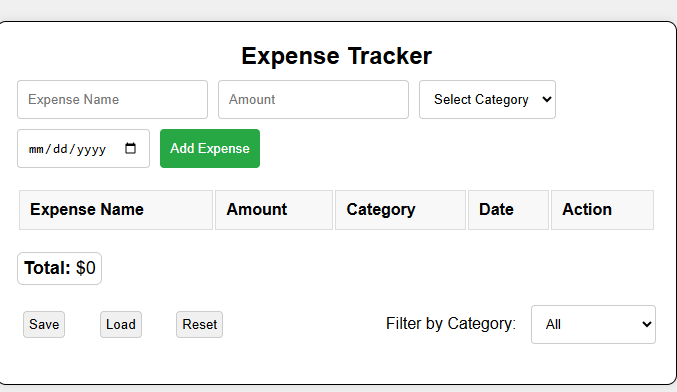 Expense Tracker
Expense Name Amount Select Category
mm/dd/yyyy Add Expense
Expense Name Amount Category Date Action
Total: $0
Save Load Reset Filter by Category: All